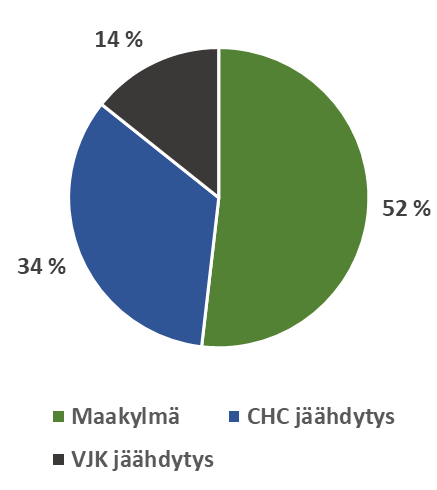 14 %
52 %
34 %
Maakylmä
CHC jäähdytys
VJK jäähdytys